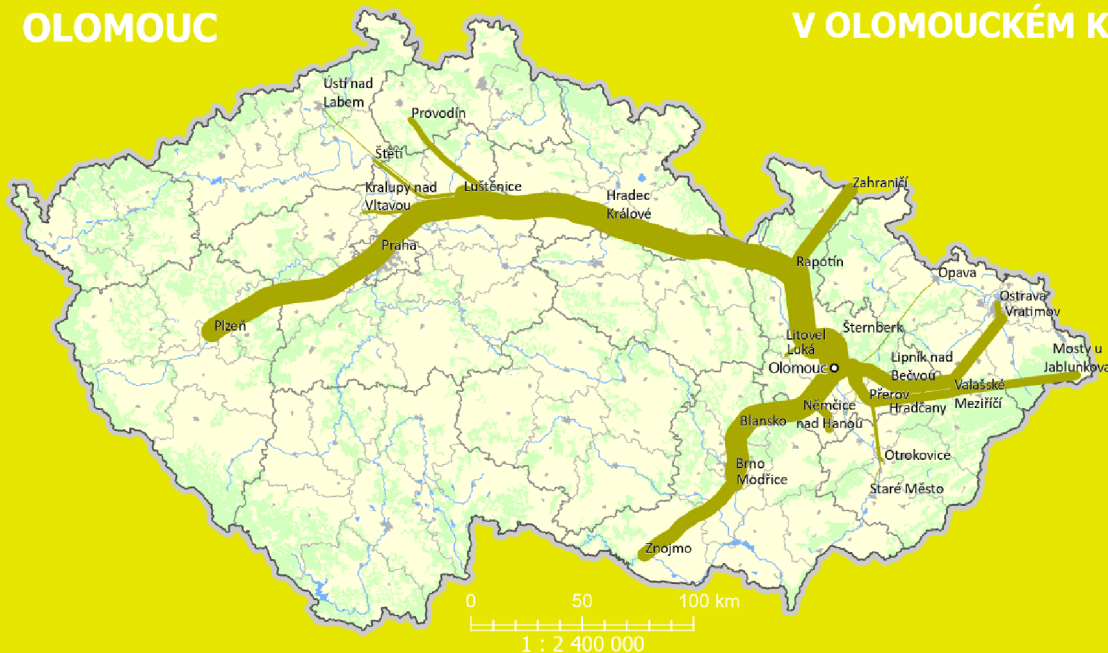 OLOMOUC
V OLOMOUCKÉM K
Ústí nad
Labem
Provodín
Štětí
Kralupy nad
Vltavou
Luštěnice
Hradec
Králové
Zahraničí
Praha
Rapotín
Opava
Plzeň
Ostrava
Vratimov
Litovel
Luká
Šternberk
Mosty u
Jablunkova
Olomouc
Lipník nad
Bečvou
Přerov
Valašské
Meziříčí
Hradčany
Němčice
nad Hanou
Blansko
Brno
Modřice
Otrokovice
Staré Město
Znojmo
0 50 100 km
1 : 2 400 000